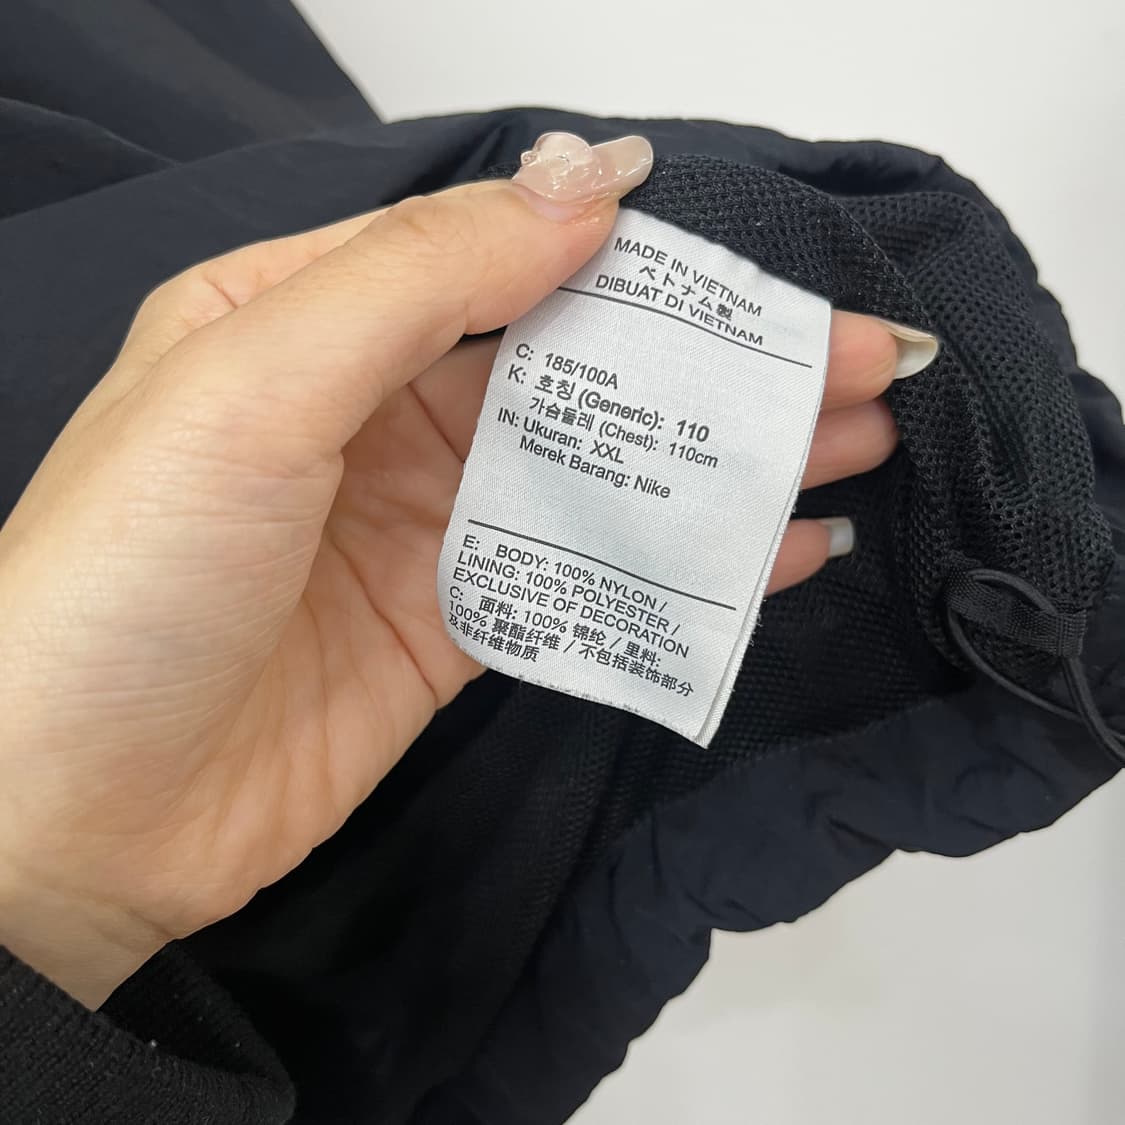 MADE IN VIETNAM
ベトナム製
DIBUAT DI VIETNAM
C: 185/100A
K: 호칭 (Generic): 110
가슴둘레 (Chest): 110cm
IN: Ukuran: XXL
Merek Barang: Nike
E: BODY: 100% NYLON /
LINING: 100% POLYESTER /
EXCLUSIVE OF DECORATION
C: 面料: 100% 锦纶 / 里料:
100% 聚酯纤维 / 不包括装饰部分
及非纤维物质